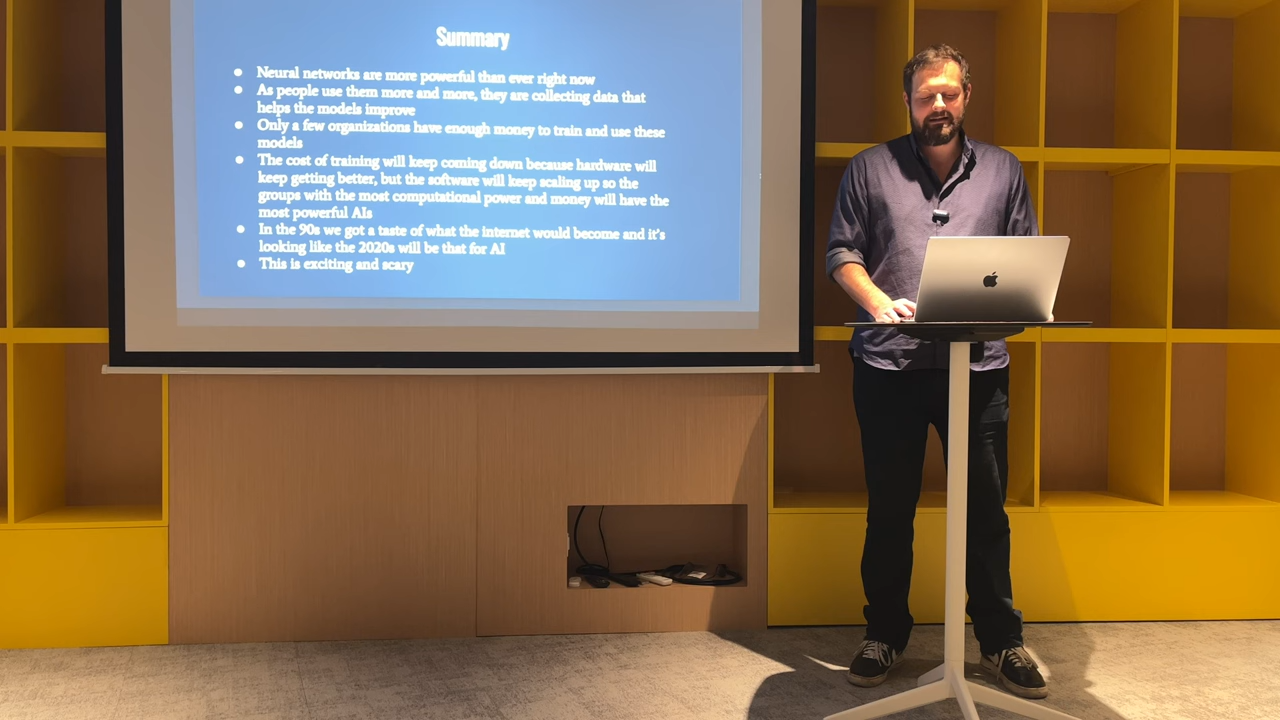 Summary
● Neural networks are more powerful than ever right now
● As people use them more and more, they are collecting data that
helps the models improve
● Only a few organizations have enough money to train and use these
models
● The cost of training will keep coming down because hardware will
keep getting better, but the software will keep scaling up so the
groups with the most computational power and money will have the
most powerful AIs
● In the 90s we got a taste of what the internet would become and it's
looking like the 2020s will be that for AI
● This is exciting and scary